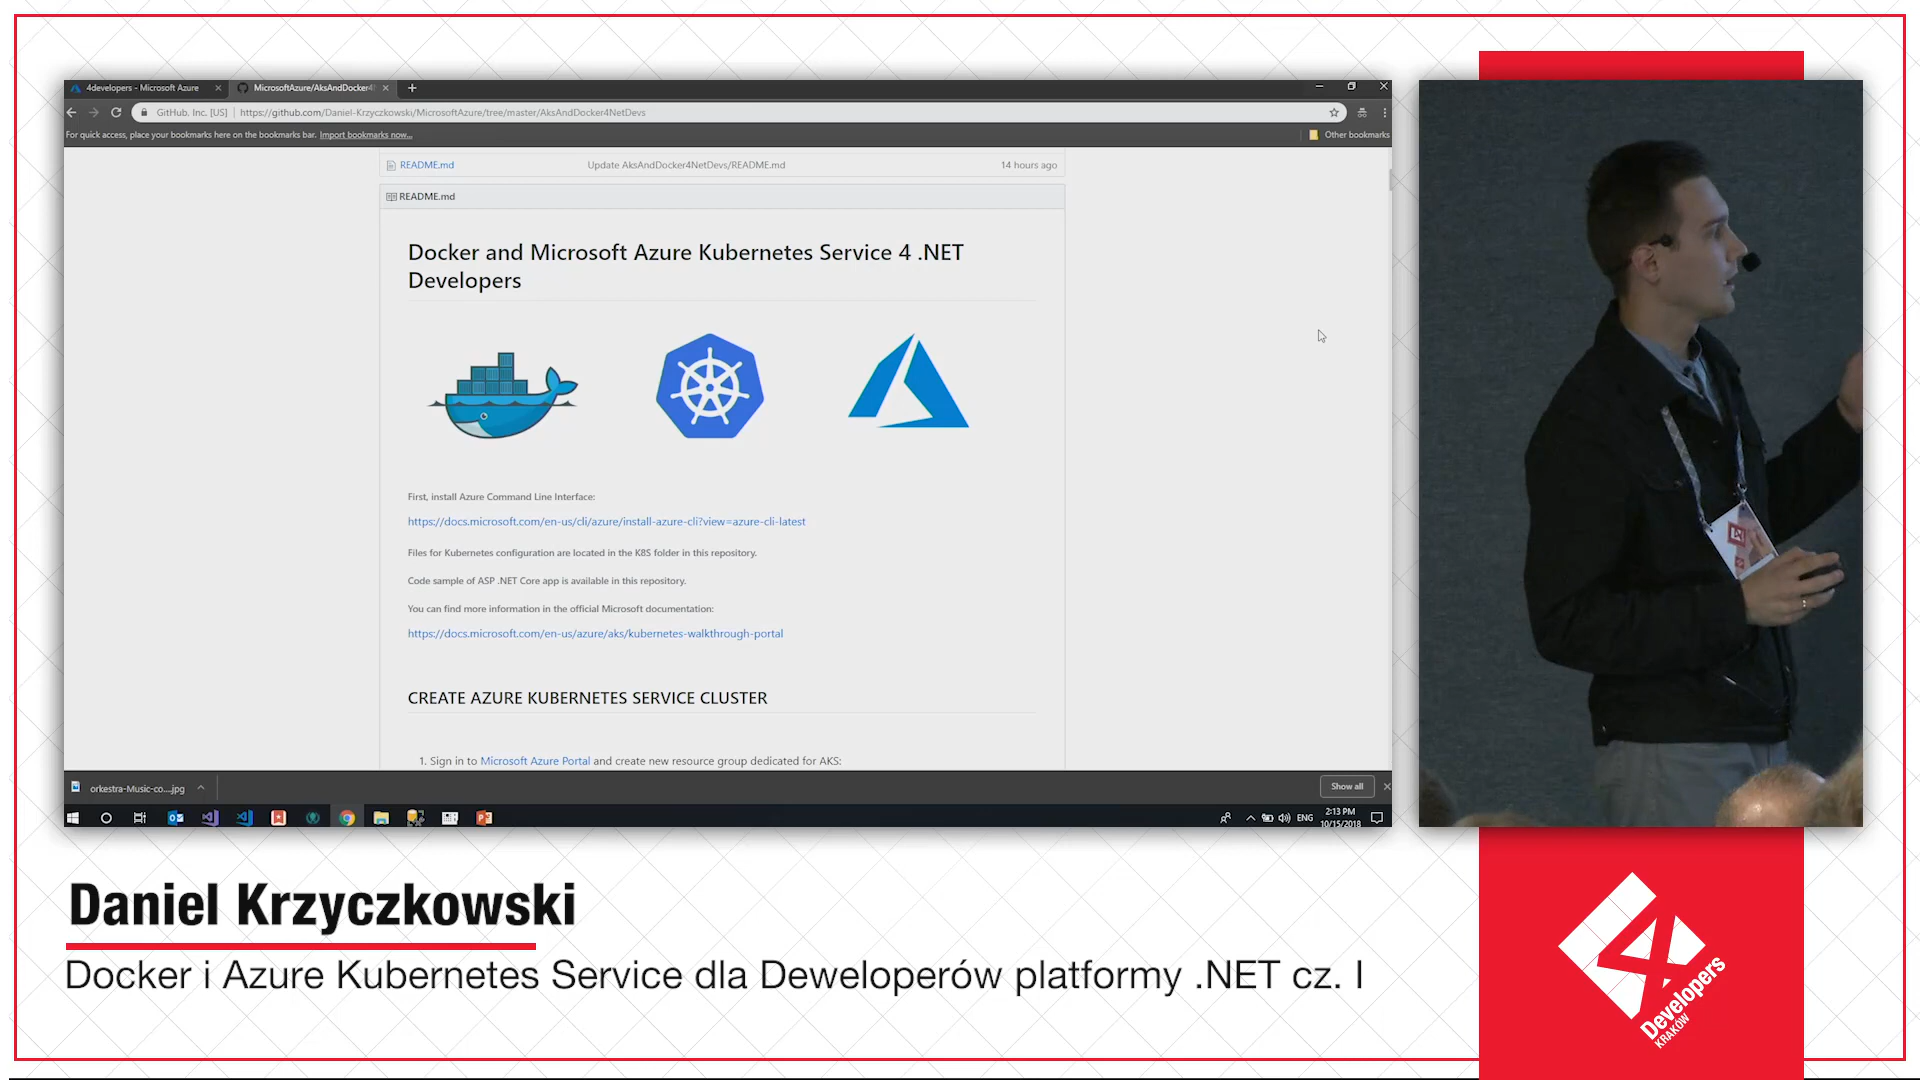 4developers - Microsoft Azure
MicrosoftAzure/AksAndDocker4
GitHub, Inc. [US] | https://github.com/Daniel-Krzyczkowski/MicrosoftAzure/tree/master/AksAndDocker4NetDevs
For quick access, place your bookmarks here on the bookmarks bar. Import bookmarks now...
Other bookmarks
README.md Update AksAndDocker4NetDevs/README.md 14 hours ago
README.md
Docker and Microsoft Azure Kubernetes Service 4 .NET
Developers
First, install Azure Command Line Interface:
https://docs.microsoft.com/en-us/cli/azure/install-azure-cli?view=azure-cli-latest
Files for Kubernetes configuration are located in the K8S folder in this repository.
Code sample of ASP .NET Core app is available in this repository.
You can find more information in the official Microsoft documentation:
https://docs.microsoft.com/en-us/azure/aks/kubernetes-walkthrough-portal
CREATE AZURE KUBERNETES SERVICE CLUSTER
1. Sign in to Microsoft Azure Portal and create new resource group dedicated for AKS:
orkestra-Music-co....jpg
Show all
ENG
2:13 PM
10/15/2018
Daniel Krzyczkowski
Docker i Azure Kubernetes Service dla Deweloperów platformy .NET cz. I
4
Developers
KRAKÓW